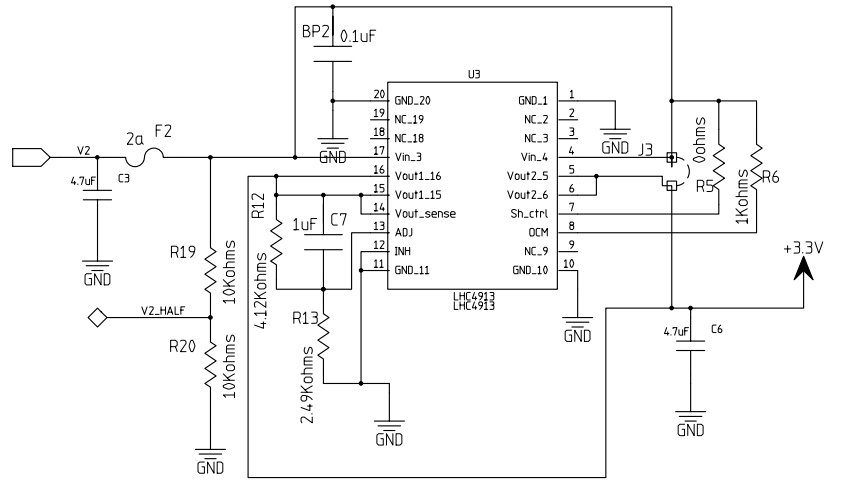 BP2
0.1uF
U3
20 GND_20 GND_1 1
19 NC_19 NC_2 2
18 NC_18 NC_3 3
17 Vin_3 Vin_4 4
16 Vout1_16 Vout2_5 5
15 Vout1_15 Vout2_6 6
14 Vout_sense Sh_ctrl 7
13 ADJ OCM 8
12 INH NC_9 9
11 GND_11 GND_10 10
LHC4913
LHC4913
GND
GND
J3
0ohms
R5
R6
1Kohms
2a F2
V2
4.7uF C3
GND
R12
1uF C7
4.12Kohms
R19
10Kohms
V2_HALF
R13
2.49Kohms
R20
10Kohms
GND
GND
GND
+3.3V
4.7uF C6
GND